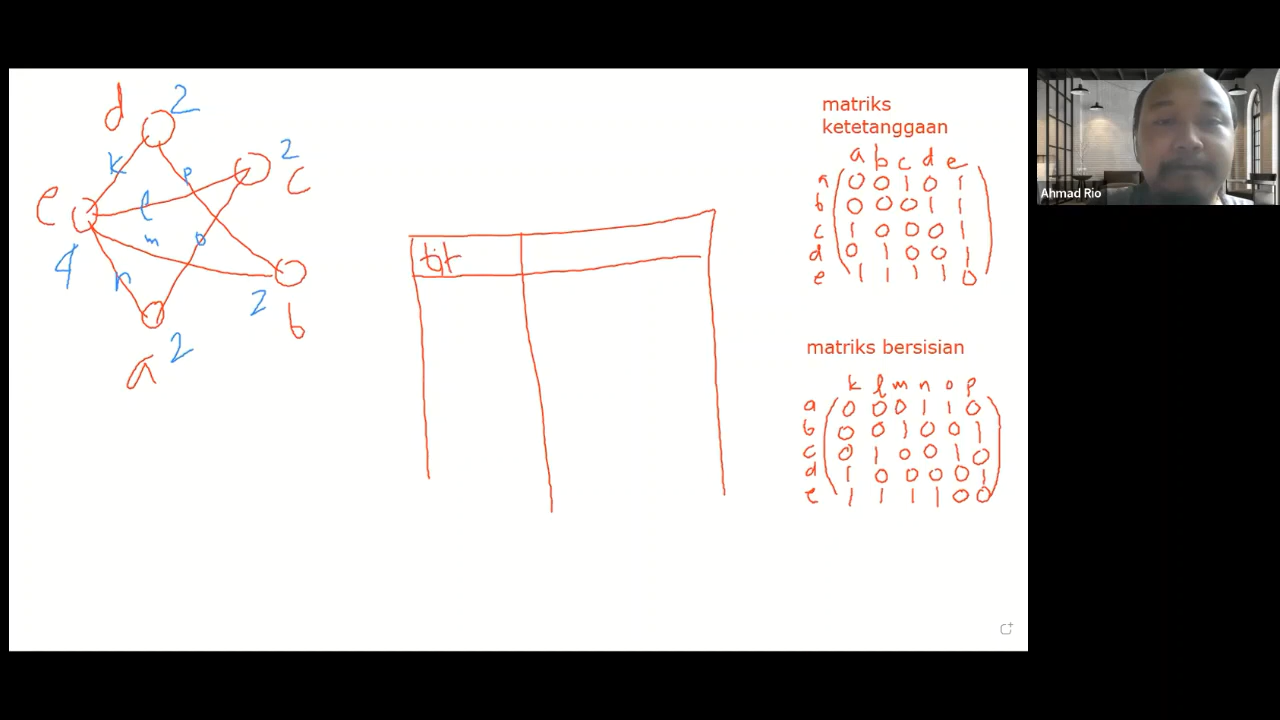 d 2
k
2
c
p
e
l
m
o
4
n
2
b
a 2
matriks
ketetanggaan
a b c d e
a 0 0 1 0 1
b 0 0 0 1 1
c 1 0 0 0 1
d 0 1 0 0 1
e 1 1 1 1 0
matriks bersisian
k l m n o p
a 0 0 0 1 1 0
b 0 0 1 0 0 1
c 0 1 0 0 1 0
d 1 0 0 0 0 1
e 1 1 1 1 0 0
Ahmad Rio